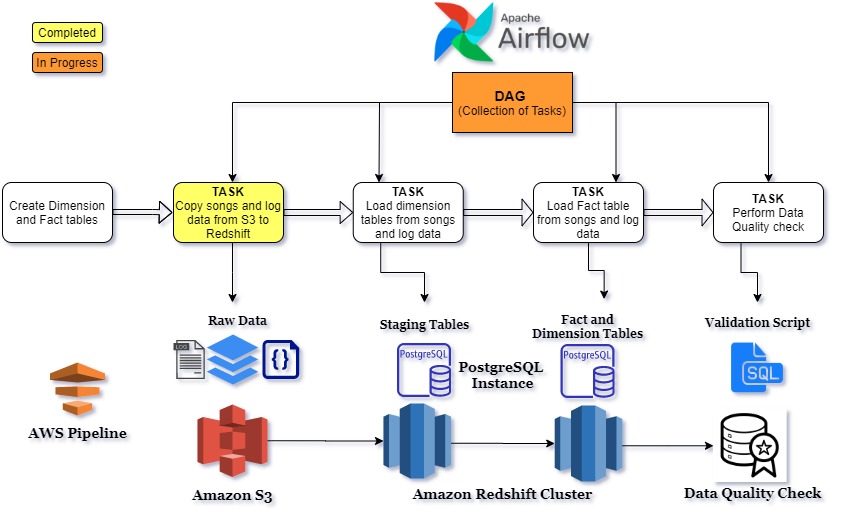 Apache
Airflow
Completed
In Progress
DAG
(Collection of Tasks)
Create Dimension
and Fact tables
TASK
Copy songs and log
data from S3 to
Redshift
TASK
Load dimension
tables from songs
and log data
TASK
Load Fact table
from songs and log
data
TASK
Perform Data
Quality check
Raw Data
Staging Tables
Fact and
Dimension Tables
Validation Script
LOG
{}
PostgreSQL
PostgreSQL
Instance
PostgreSQL
SQL
AWS Pipeline
Amazon S3
Amazon Redshift Cluster
Data Quality Check